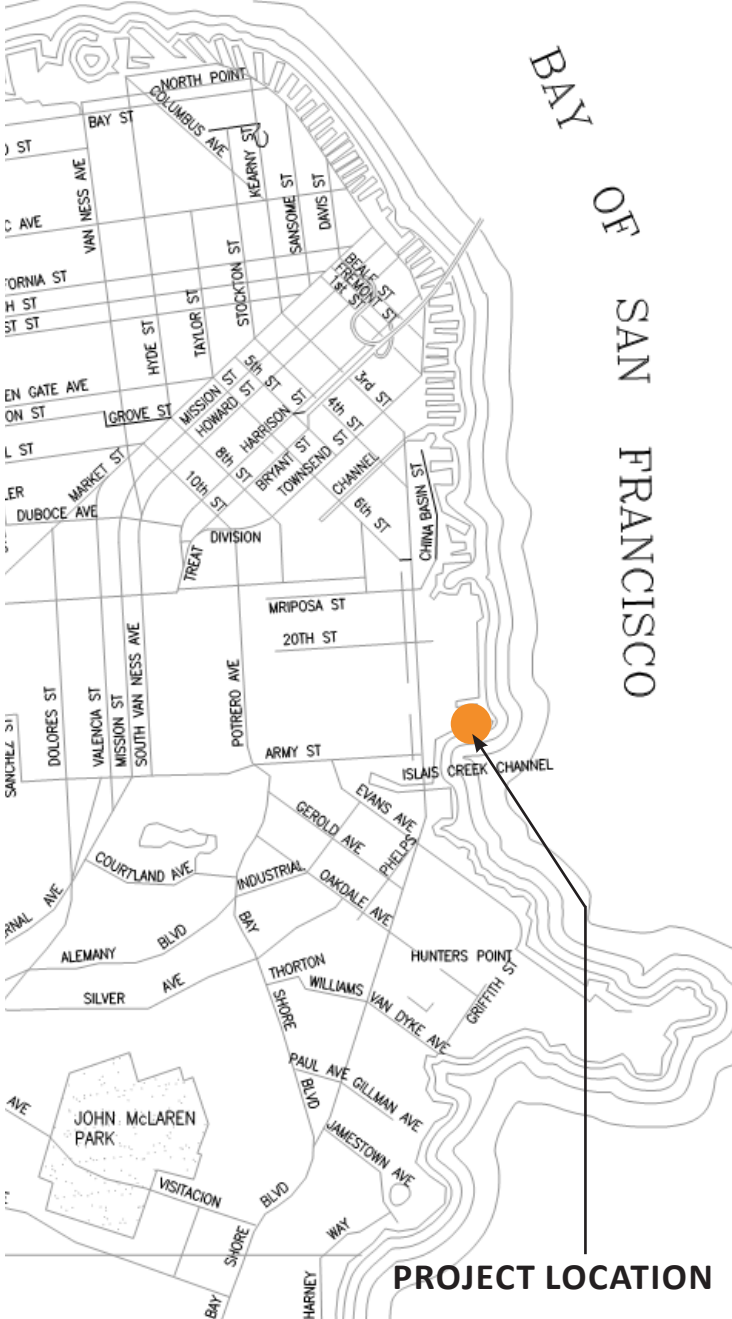 BAY
OF
SAN
FRANCISCO
NORTH POINT
COLUMBUS AVE
BAY ST
KEARNY ST
VAN NESS AVE
SANSOME ST
DAVIS ST
STOCKTON ST
TAYLOR ST
HYDE ST
C AVE
FORNIA ST
H ST
ST ST
BEALE ST
FREMONT ST
1st ST
EN GATE AVE
ON ST
GROVE ST
L ST
LER
MISSION ST
HOWARD ST
5th ST
HARRISON ST
3rd ST
4th ST
8th ST
BRYANT ST
TOWNSEND ST
CHANNEL
MARKET ST
10th ST
6th ST
CHINA BASIN ST
DUBOCE AVE
DIVISION
TREAT
MRIPOSA ST
20TH ST
SANCHEZ ST
DOLORES ST
VALENCIA ST
MISSION ST
SOUTH VAN NESS AVE
POTRERO AVE
ARMY ST
ISLAIS CREEK CHANNEL
EVANS AVE
GEROLD AVE
PHELPS
COURTLAND AVE
INDUSTRIAL
OAKDALE AVE
RNAL AVE
ALEMANY BLVD
BAY
SHORE
BLVD
HUNTERS POINT
SILVER AVE
THORTON
WILLIAMS
VAN DYKE AVE
GRIFFITH ST
PAUL AVE
GILLMAN AVE
JAMESTOWN AVE
AVE
JOHN McLAREN
PARK
VISITACION
BLVD
SHORE
BAY
HARNEY
WAY
PROJECT LOCATION